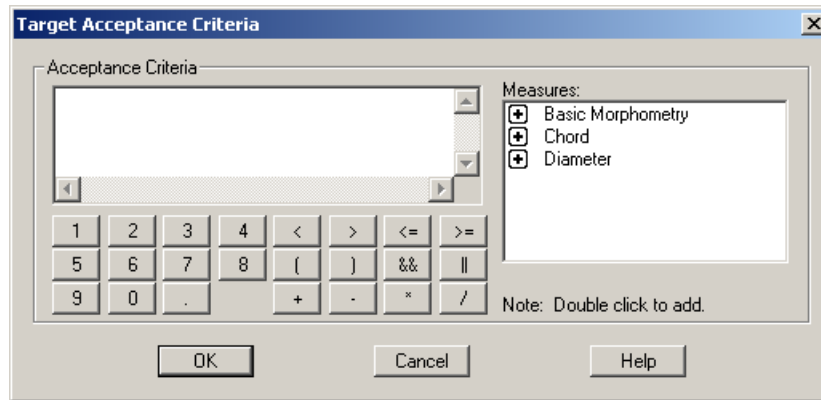 Target Acceptance Criteria
Acceptance Criteria
Measures:
Basic Morphometry
Chord
Diameter
1 2 3 4 < > <= >=
5 6 7 8 ( ) && ||
9 0 . + - * /
Note: Double click to add.
OK Cancel Help